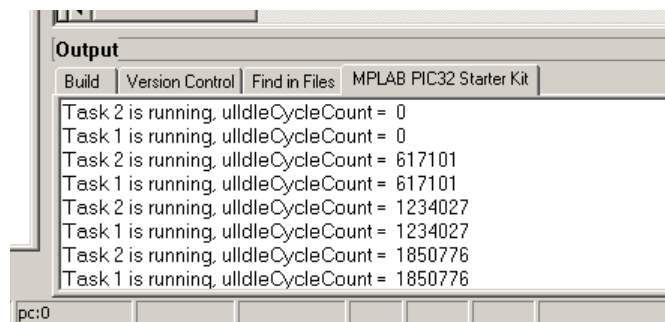 Output
Build Version Control Find in Files MPLAB PIC32 Starter Kit
Task 2 is running, ulIdleCycleCount = 0
Task 1 is running, ulIdleCycleCount = 0
Task 2 is running, ulIdleCycleCount = 617101
Task 1 is running, ulIdleCycleCount = 617101
Task 2 is running, ulIdleCycleCount = 1234027
Task 1 is running, ulIdleCycleCount = 1234027
Task 2 is running, ulIdleCycleCount = 1850776
Task 1 is running, ulIdleCycleCount = 1850776
pc:0